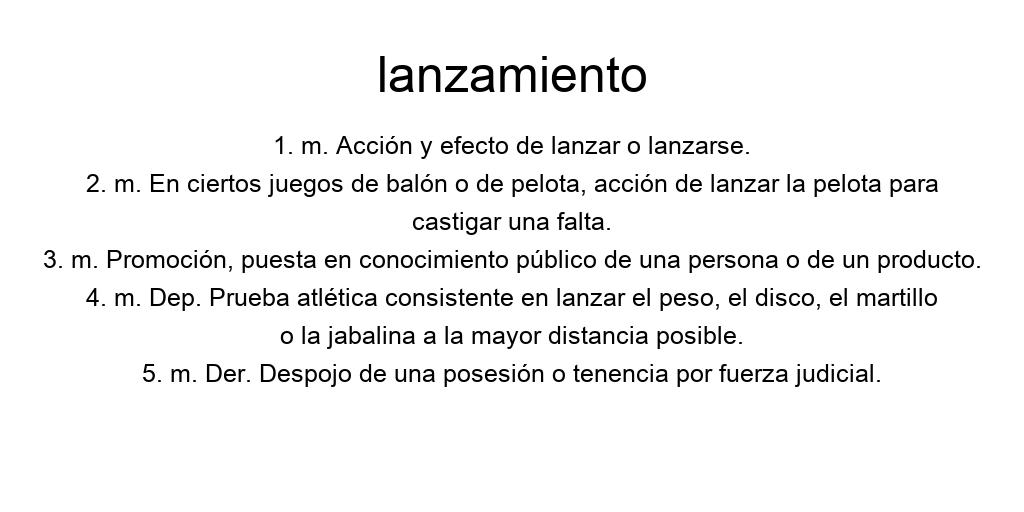 lanzamiento
1. m. Acción y efecto de lanzar o lanzarse.
2. m. En ciertos juegos de balón o de pelota, acción de lanzar la pelota para
castigar una falta.
3. m. Promoción, puesta en conocimiento público de una persona o de un producto.
4. m. Dep. Prueba atlética consistente en lanzar el peso, el disco, el martillo
o la jabalina a la mayor distancia posible.
5. m. Der. Despojo de una posesión o tenencia por fuerza judicial.